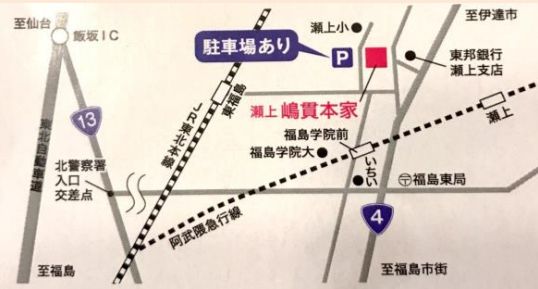 至仙台
飯坂IC
瀬上小
至伊達市
駐車場あり
P
東邦銀行
瀬上支店
瀬上 嶋貫本家
東福島
JR東北本線
13
東北自動車道
北警察署
入口
交差点
福島学院前
福島学院大
瀬上
いちい
〒福島東局
阿武隈急行線
4
至福島
至福島市街